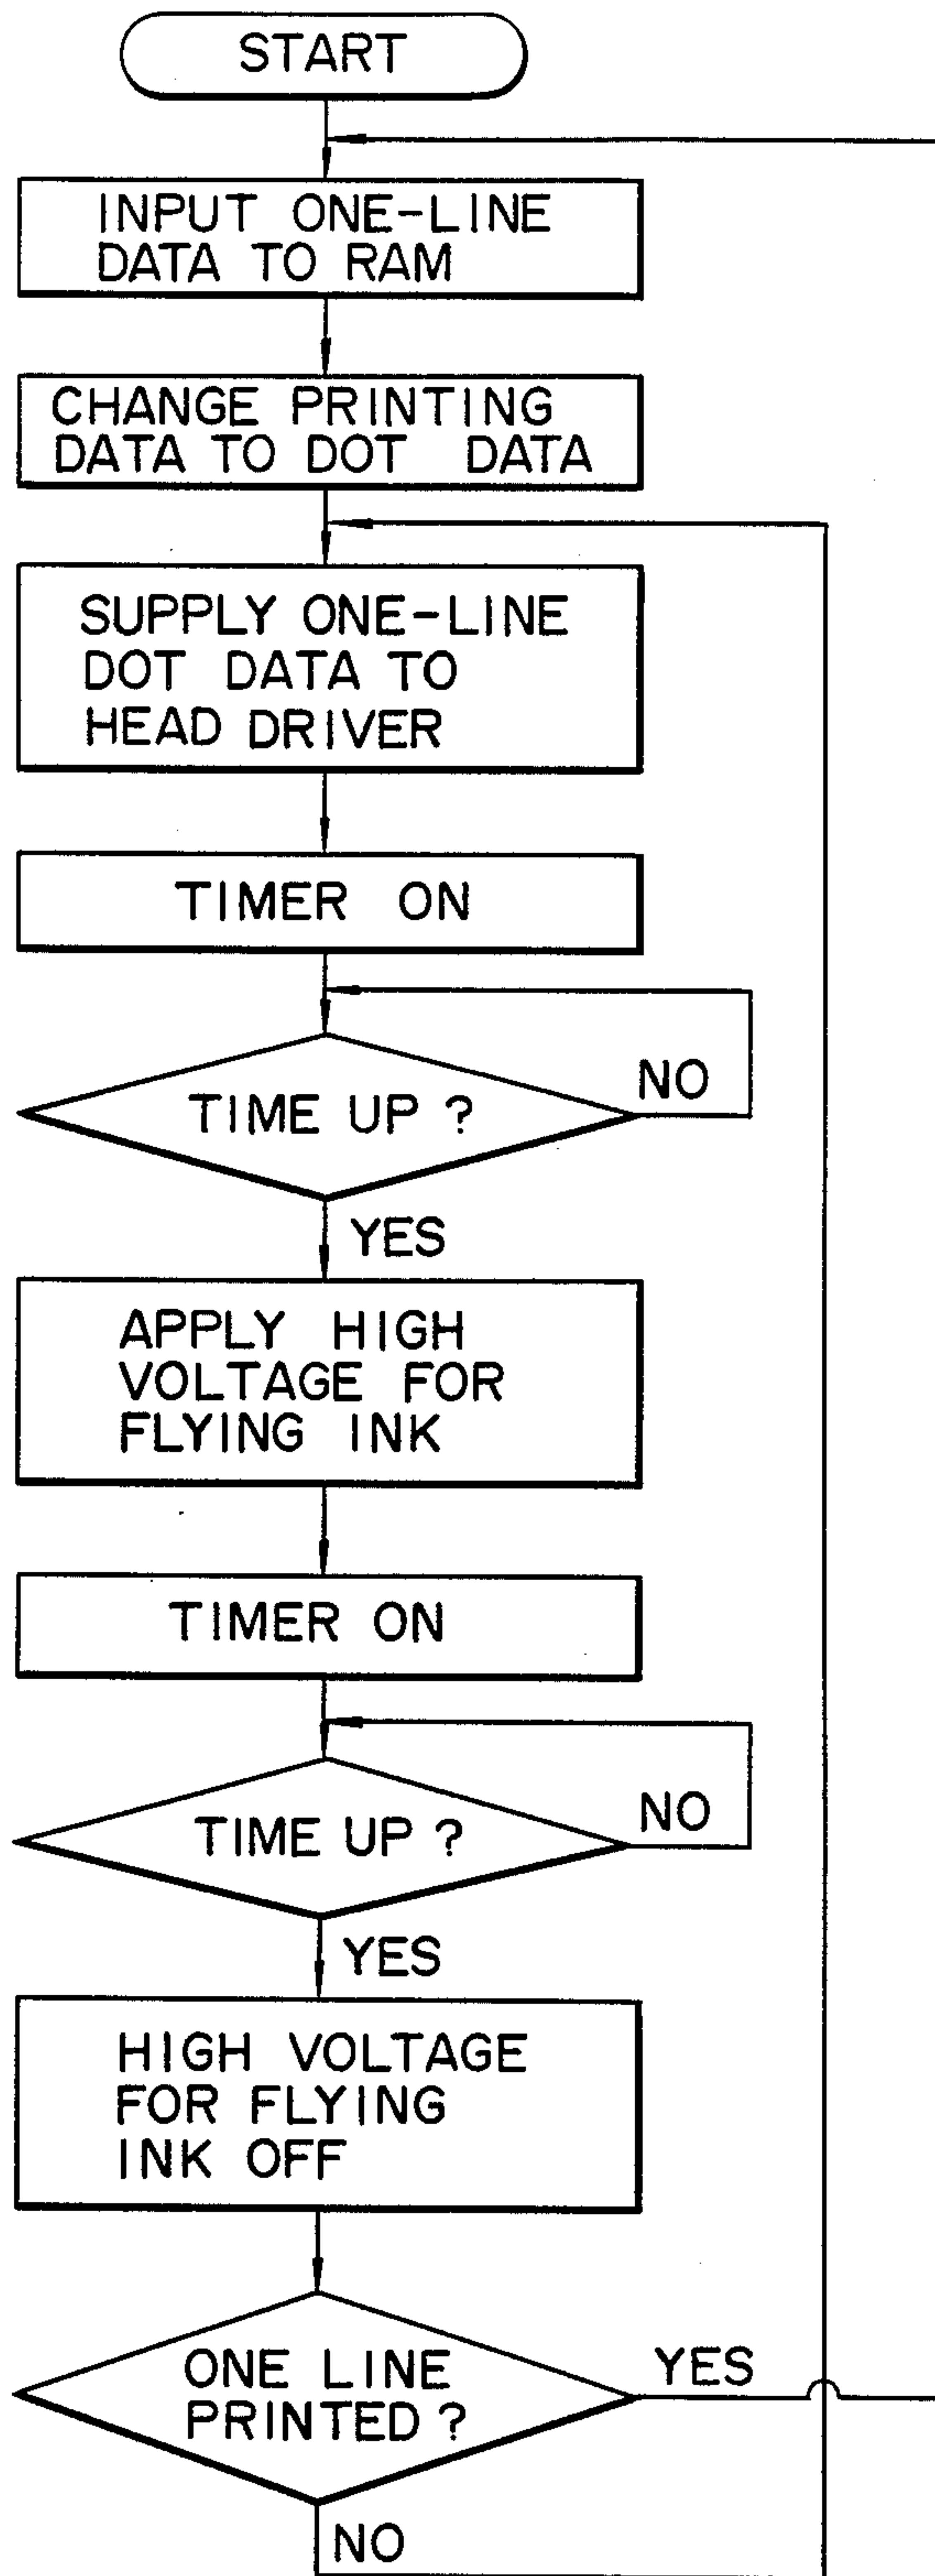 START
INPUT ONE-LINE
DATA TO RAM
CHANGE PRINTING
DATA TO DOT DATA
SUPPLY ONE-LINE
DOT DATA TO
HEAD DRIVER
TIMER ON
TIME UP ?
NO
YES
APPLY HIGH
VOLTAGE FOR
FLYING INK
TIMER ON
TIME UP ?
NO
YES
HIGH VOLTAGE
FOR FLYING
INK OFF
ONE LINE
PRINTED ?
YES
NO